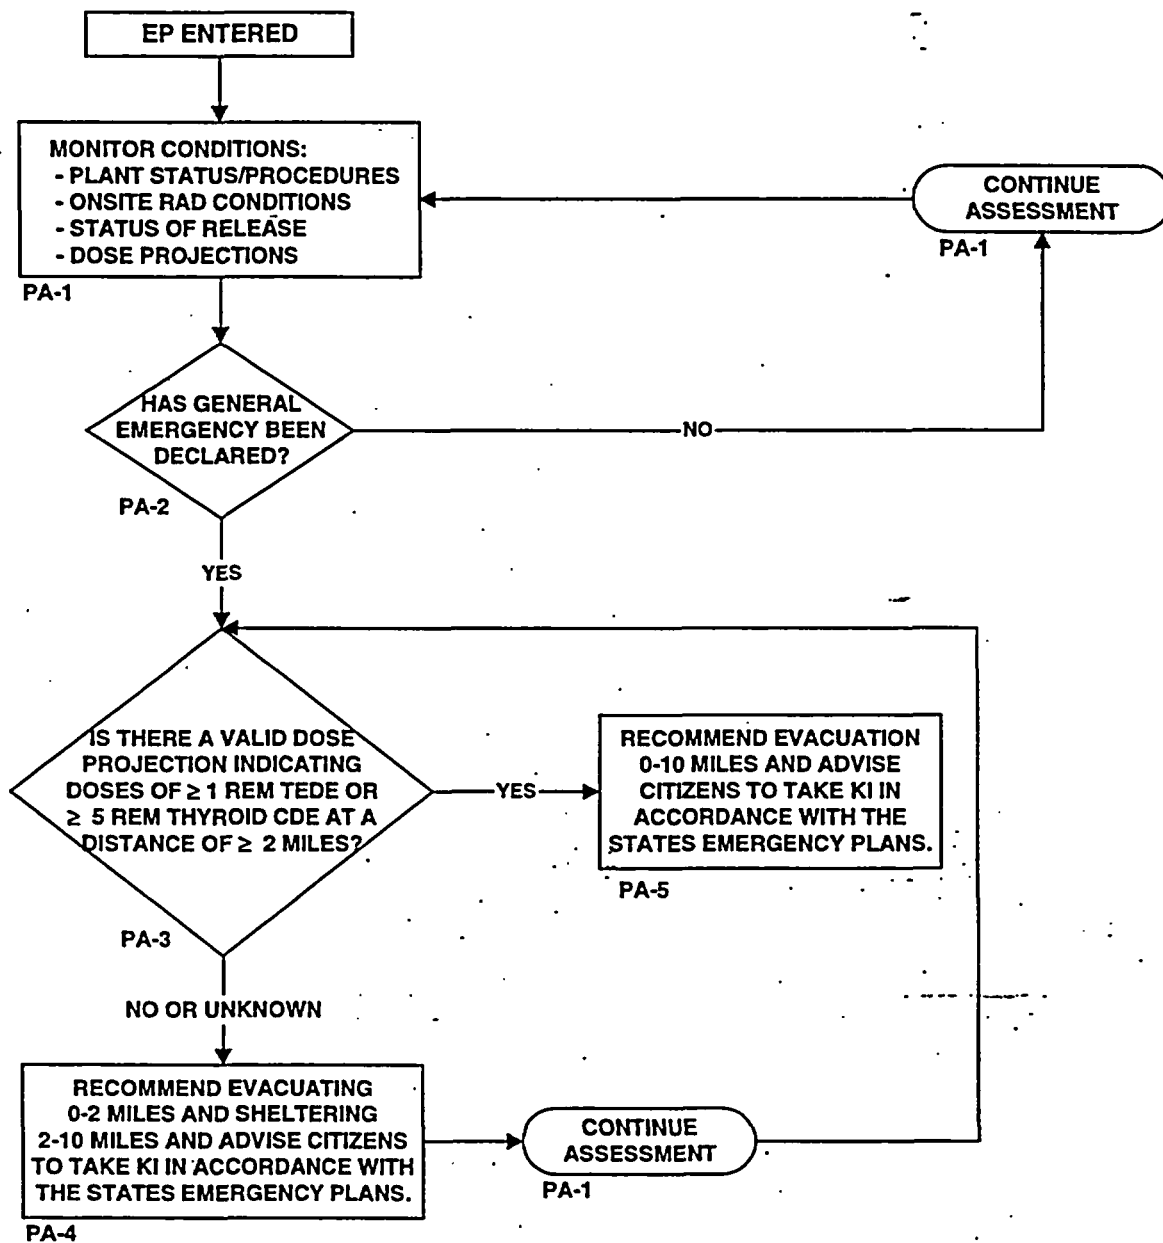 EP ENTERED
MONITOR CONDITIONS:
- PLANT STATUS/PROCEDURES
- ONSITE RAD CONDITIONS
- STATUS OF RELEASE
- DOSE PROJECTIONS
PA-1
CONTINUE
ASSESSMENT
PA-1
HAS GENERAL
EMERGENCY BEEN
DECLARED?
PA-2
NO
YES
IS THERE A VALID DOSE
PROJECTION INDICATING
DOSES OF ≥ 1 REM TEDE OR
≥ 5 REM THYROID CDE AT A
DISTANCE OF ≥ 2 MILES?
PA-3
YES
RECOMMEND EVACUATION
0-10 MILES AND ADVISE
CITIZENS TO TAKE KI IN
ACCORDANCE WITH THE
STATES EMERGENCY PLANS.
PA-5
NO OR UNKNOWN
RECOMMEND EVACUATING
0-2 MILES AND SHELTERING
2-10 MILES AND ADVISE CITIZENS
TO TAKE KI IN ACCORDANCE WITH
THE STATES EMERGENCY PLANS.
PA-4
CONTINUE
ASSESSMENT
PA-1